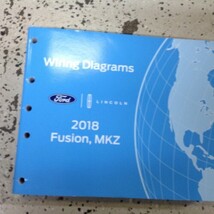 Wiring Diagrams
Ford LINCOLN
2018
Fusion, MKZ